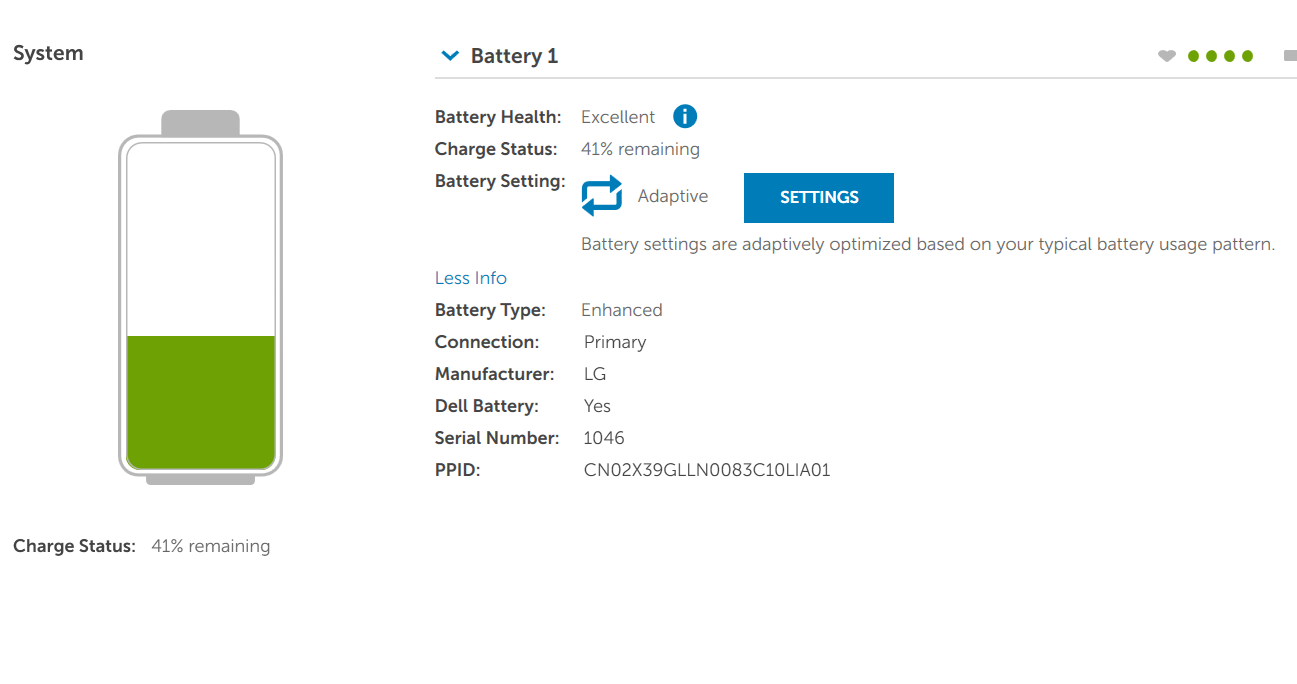 System
Battery 1
Battery Health: Excellent i
Charge Status: 41% remaining
Battery Setting: Adaptive SETTINGS
Battery settings are adaptively optimized based on your typical battery usage pattern.
Less Info
Battery Type: Enhanced
Connection: Primary
Manufacturer: LG
Dell Battery: Yes
Serial Number: 1046
PPID: CN02X39GLLN0083C10LIA01
Charge Status: 41% remaining